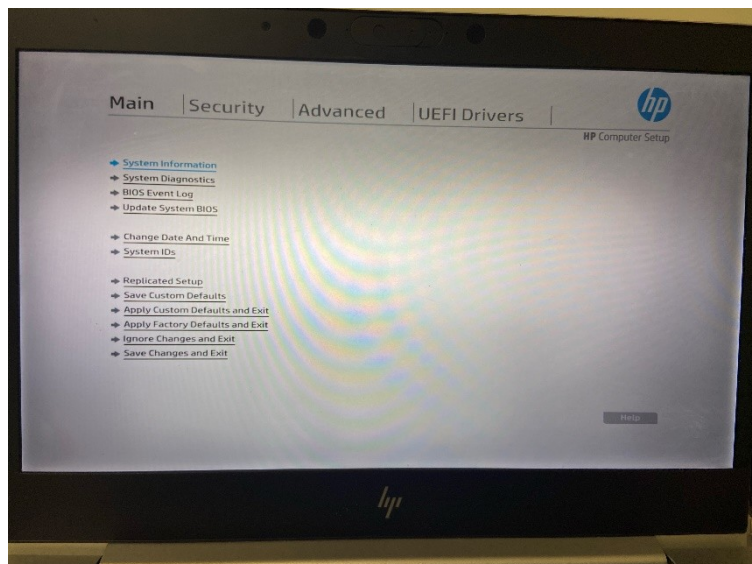 Main
Security
Advanced
UEFI Drivers
hp
HP Computer Setup
System Information
System Diagnostics
BIOS Event Log
Update System BIOS
Change Date And Time
System IDs
Replicated Setup
Save Custom Defaults
Apply Custom Defaults and Exit
Apply Factory Defaults and Exit
Ignore Changes and Exit
Save Changes and Exit
Help
hp